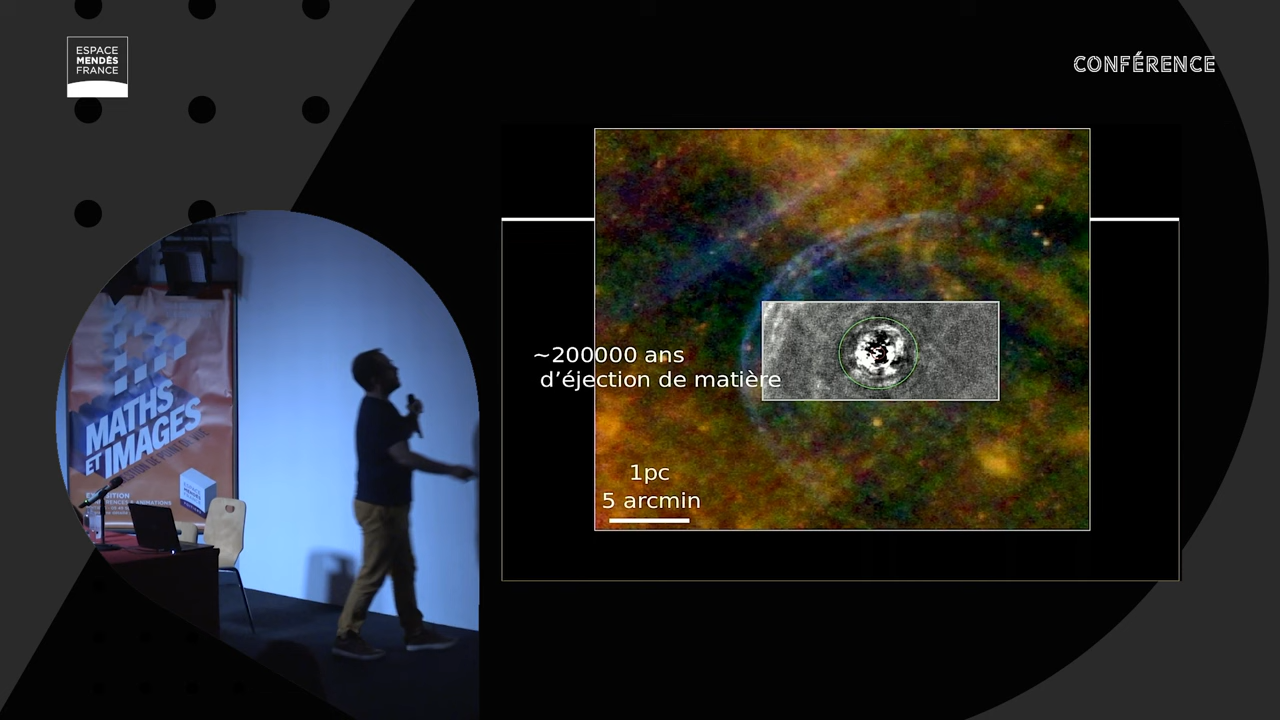 ESPACE
MENDÈS
FRANCE
CONFÉRENCE
~200000 ans
d'éjection de matière
1pc
5 arcmin
MATHS
ET IMAGES